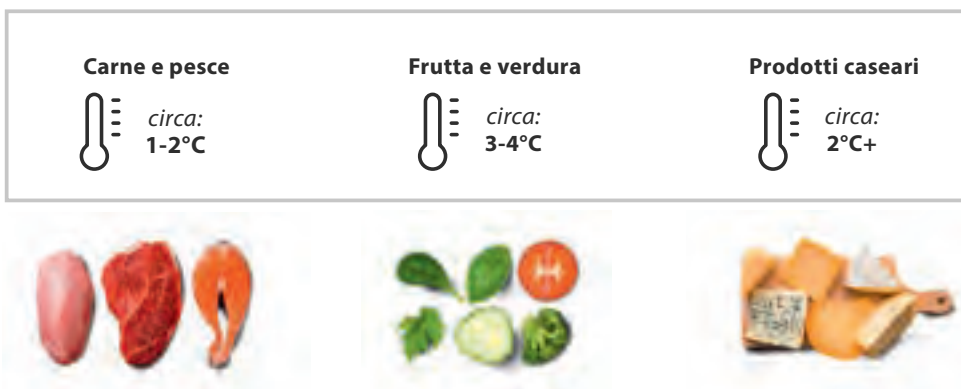 Carne e pesce
circa:
1-2°C
Frutta e verdura
circa:
3-4°C
Prodotti caseari
circa:
2°C+